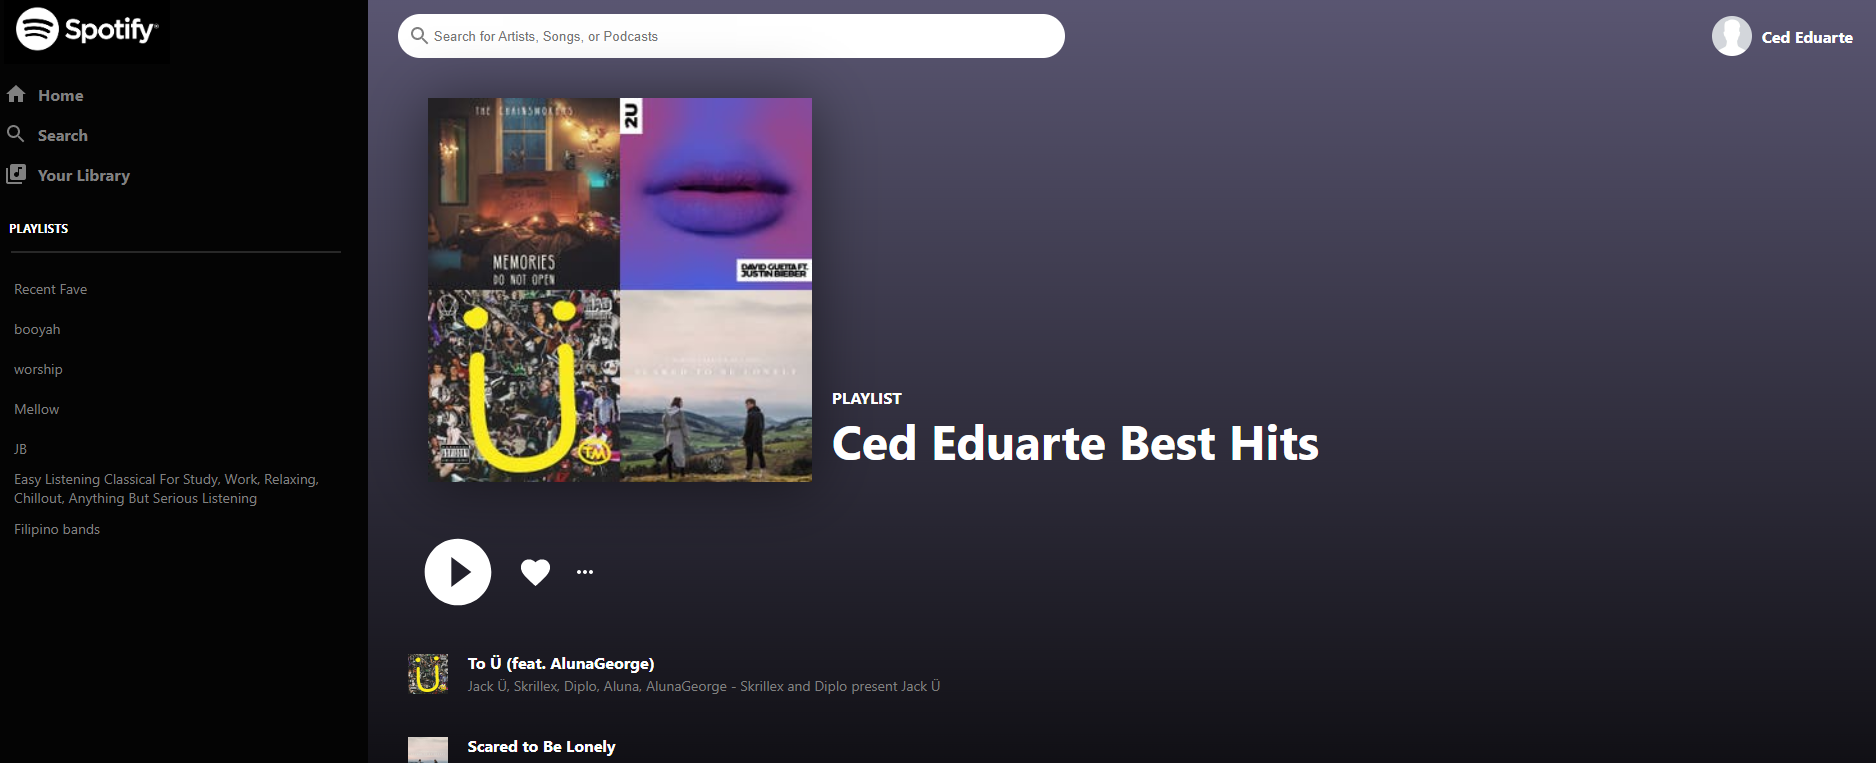 Spotify®
Home
Search
Your Library
PLAYLISTS
Recent Fave
booyah
worship
Mellow
JB
Easy Listening Classical For Study, Work, Relaxing,
Chillout, Anything But Serious Listening
Filipino bands
Search for Artists, Songs, or Podcasts
Ced Eduarte
THE CHAINSMOKERS
MEMORIES
DO NOT OPEN
2U
DAVID GUETTA FT.
JUSTIN BIEBER
Ü
TM
SCARED TO BE LONELY
PLAYLIST
Ced Eduarte Best Hits
To Ü (feat. AlunaGeorge)
Jack Ü, Skrillex, Diplo, Aluna, AlunaGeorge - Skrillex and Diplo present Jack Ü
Scared to Be Lonely